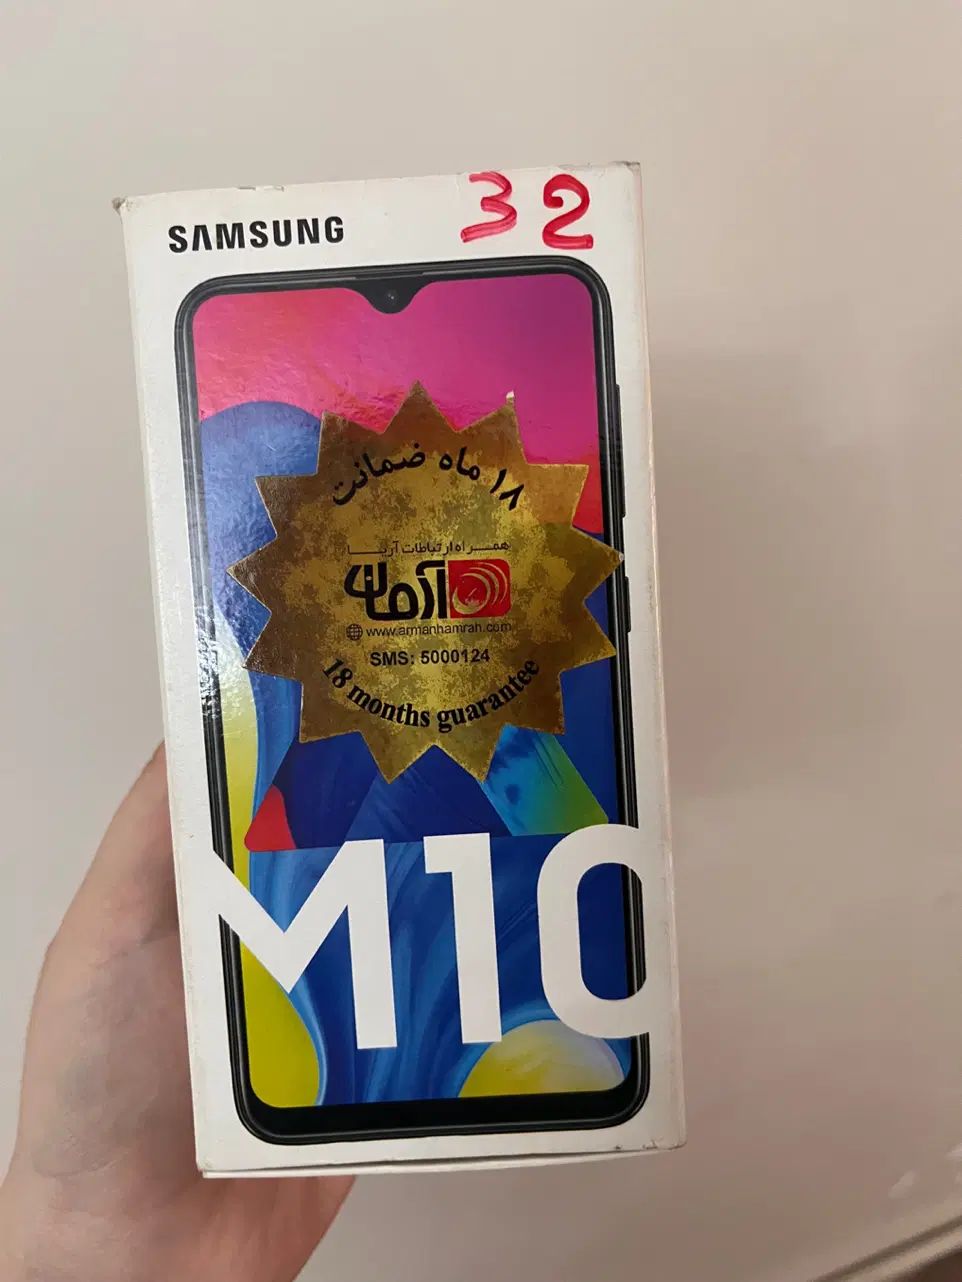 SAMSUNG
32
۱۸ ماه ضمانت
همراه ارتباطات آریا
آرمان
www.armanhamrah.com
SMS: 5000124
18 months guarantee
M10